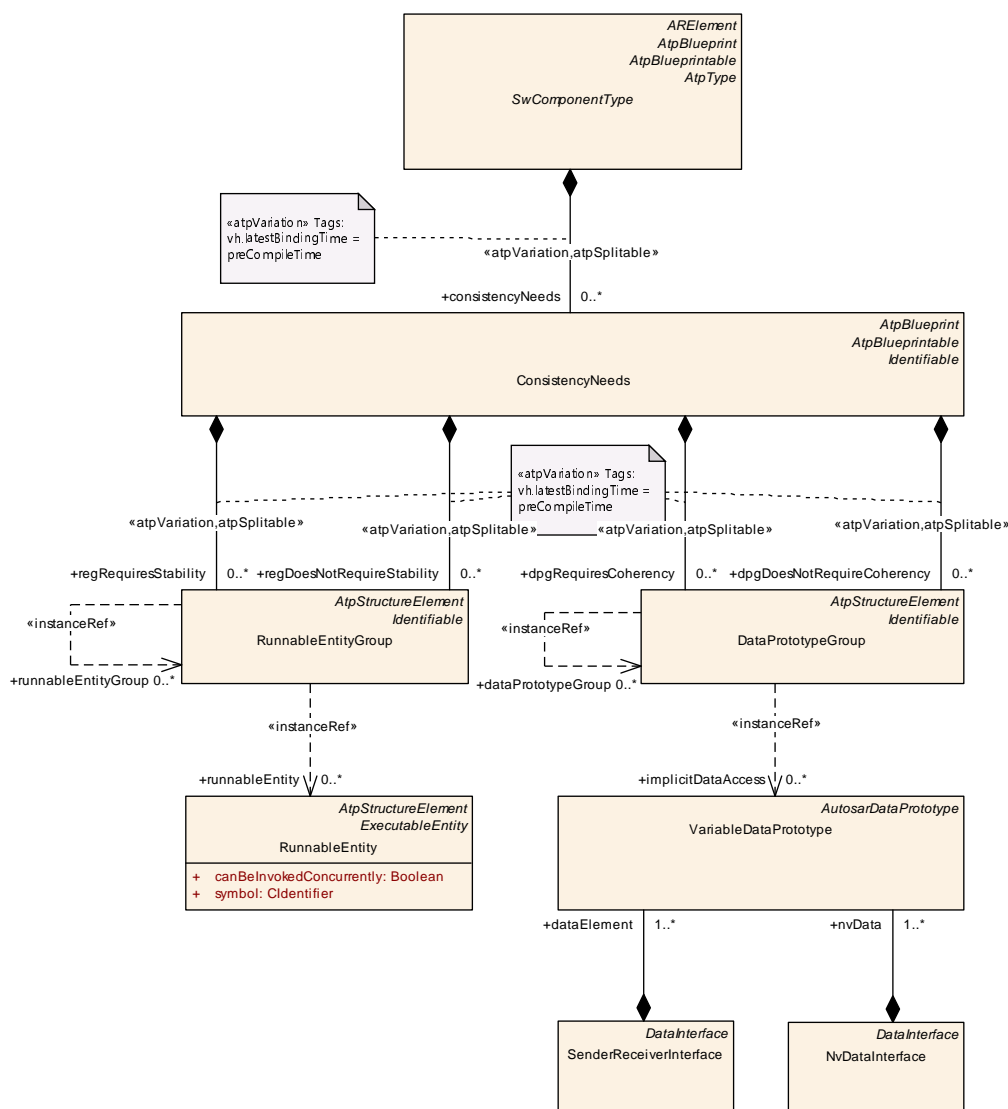 ARElement
AtpBlueprint
AtpBlueprintable
AtpType
SwComponentType
«atpVariation» Tags:
vh.latestBindingTime =
preCompileTime
«atpVariation,atpSplitable»
+consistencyNeeds 0..*
AtpBlueprint
AtpBlueprintable
Identifiable
ConsistencyNeeds
«atpVariation» Tags:
vh.latestBindingTime =
preCompileTime
«atpVariation,atpSplitable»
«atpVariation,atpSplitable»
«atpVariation,atpSplitable»
«atpVariation,atpSplitable»
+regRequiresStability 0..*
+regDoesNotRequireStability 0..*
+dpgRequiresCoherency 0..*
+dpgDoesNotRequireCoherency 0..*
AtpStructureElement
Identifiable
RunnableEntityGroup
«instanceRef»
+runnableEntityGroup 0..*
AtpStructureElement
Identifiable
DataPrototypeGroup
«instanceRef»
+dataPrototypeGroup 0..*
«instanceRef»
+runnableEntity 0..*
«instanceRef»
+implicitDataAccess 0..*
AtpStructureElement
ExecutableEntity
RunnableEntity
+ canBeInvokedConcurrently: Boolean
+ symbol: CIdentifier
AutosarDataPrototype
VariableDataPrototype
+dataElement 1..*
+nvData 1..*
DataInterface
SenderReceiverInterface
DataInterface
NvDataInterface